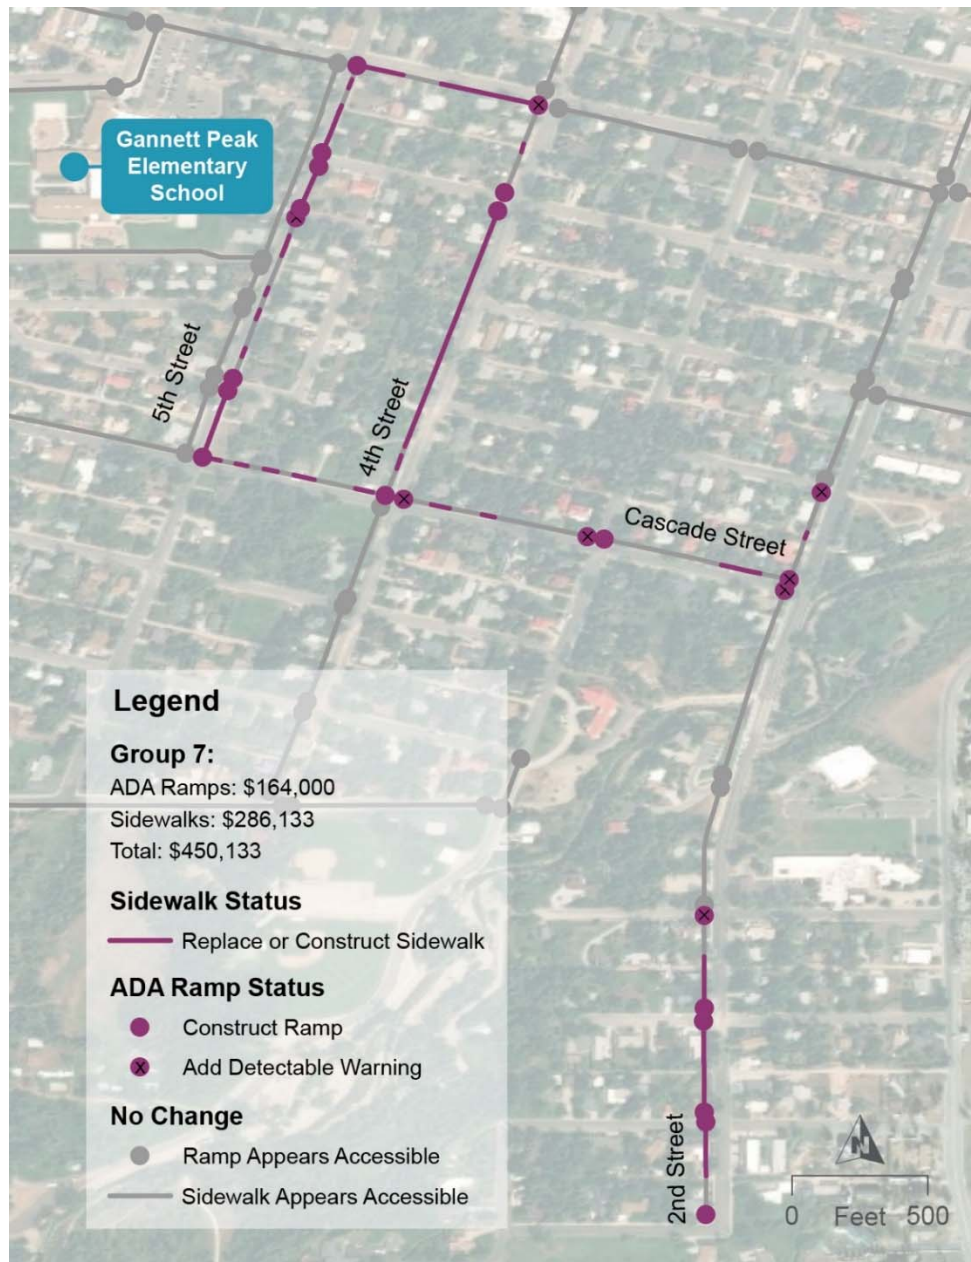 Gannett Peak
Elementary
School
5th Street
4th Street
Cascade Street
Legend
Group 7:
ADA Ramps: $164,000
Sidewalks: $286,133
Total: $450,133
Sidewalk Status
Replace or Construct Sidewalk
ADA Ramp Status
Construct Ramp
Add Detectable Warning
No Change
Ramp Appears Accessible
Sidewalk Appears Accessible
2nd Street
N
0 Feet 500